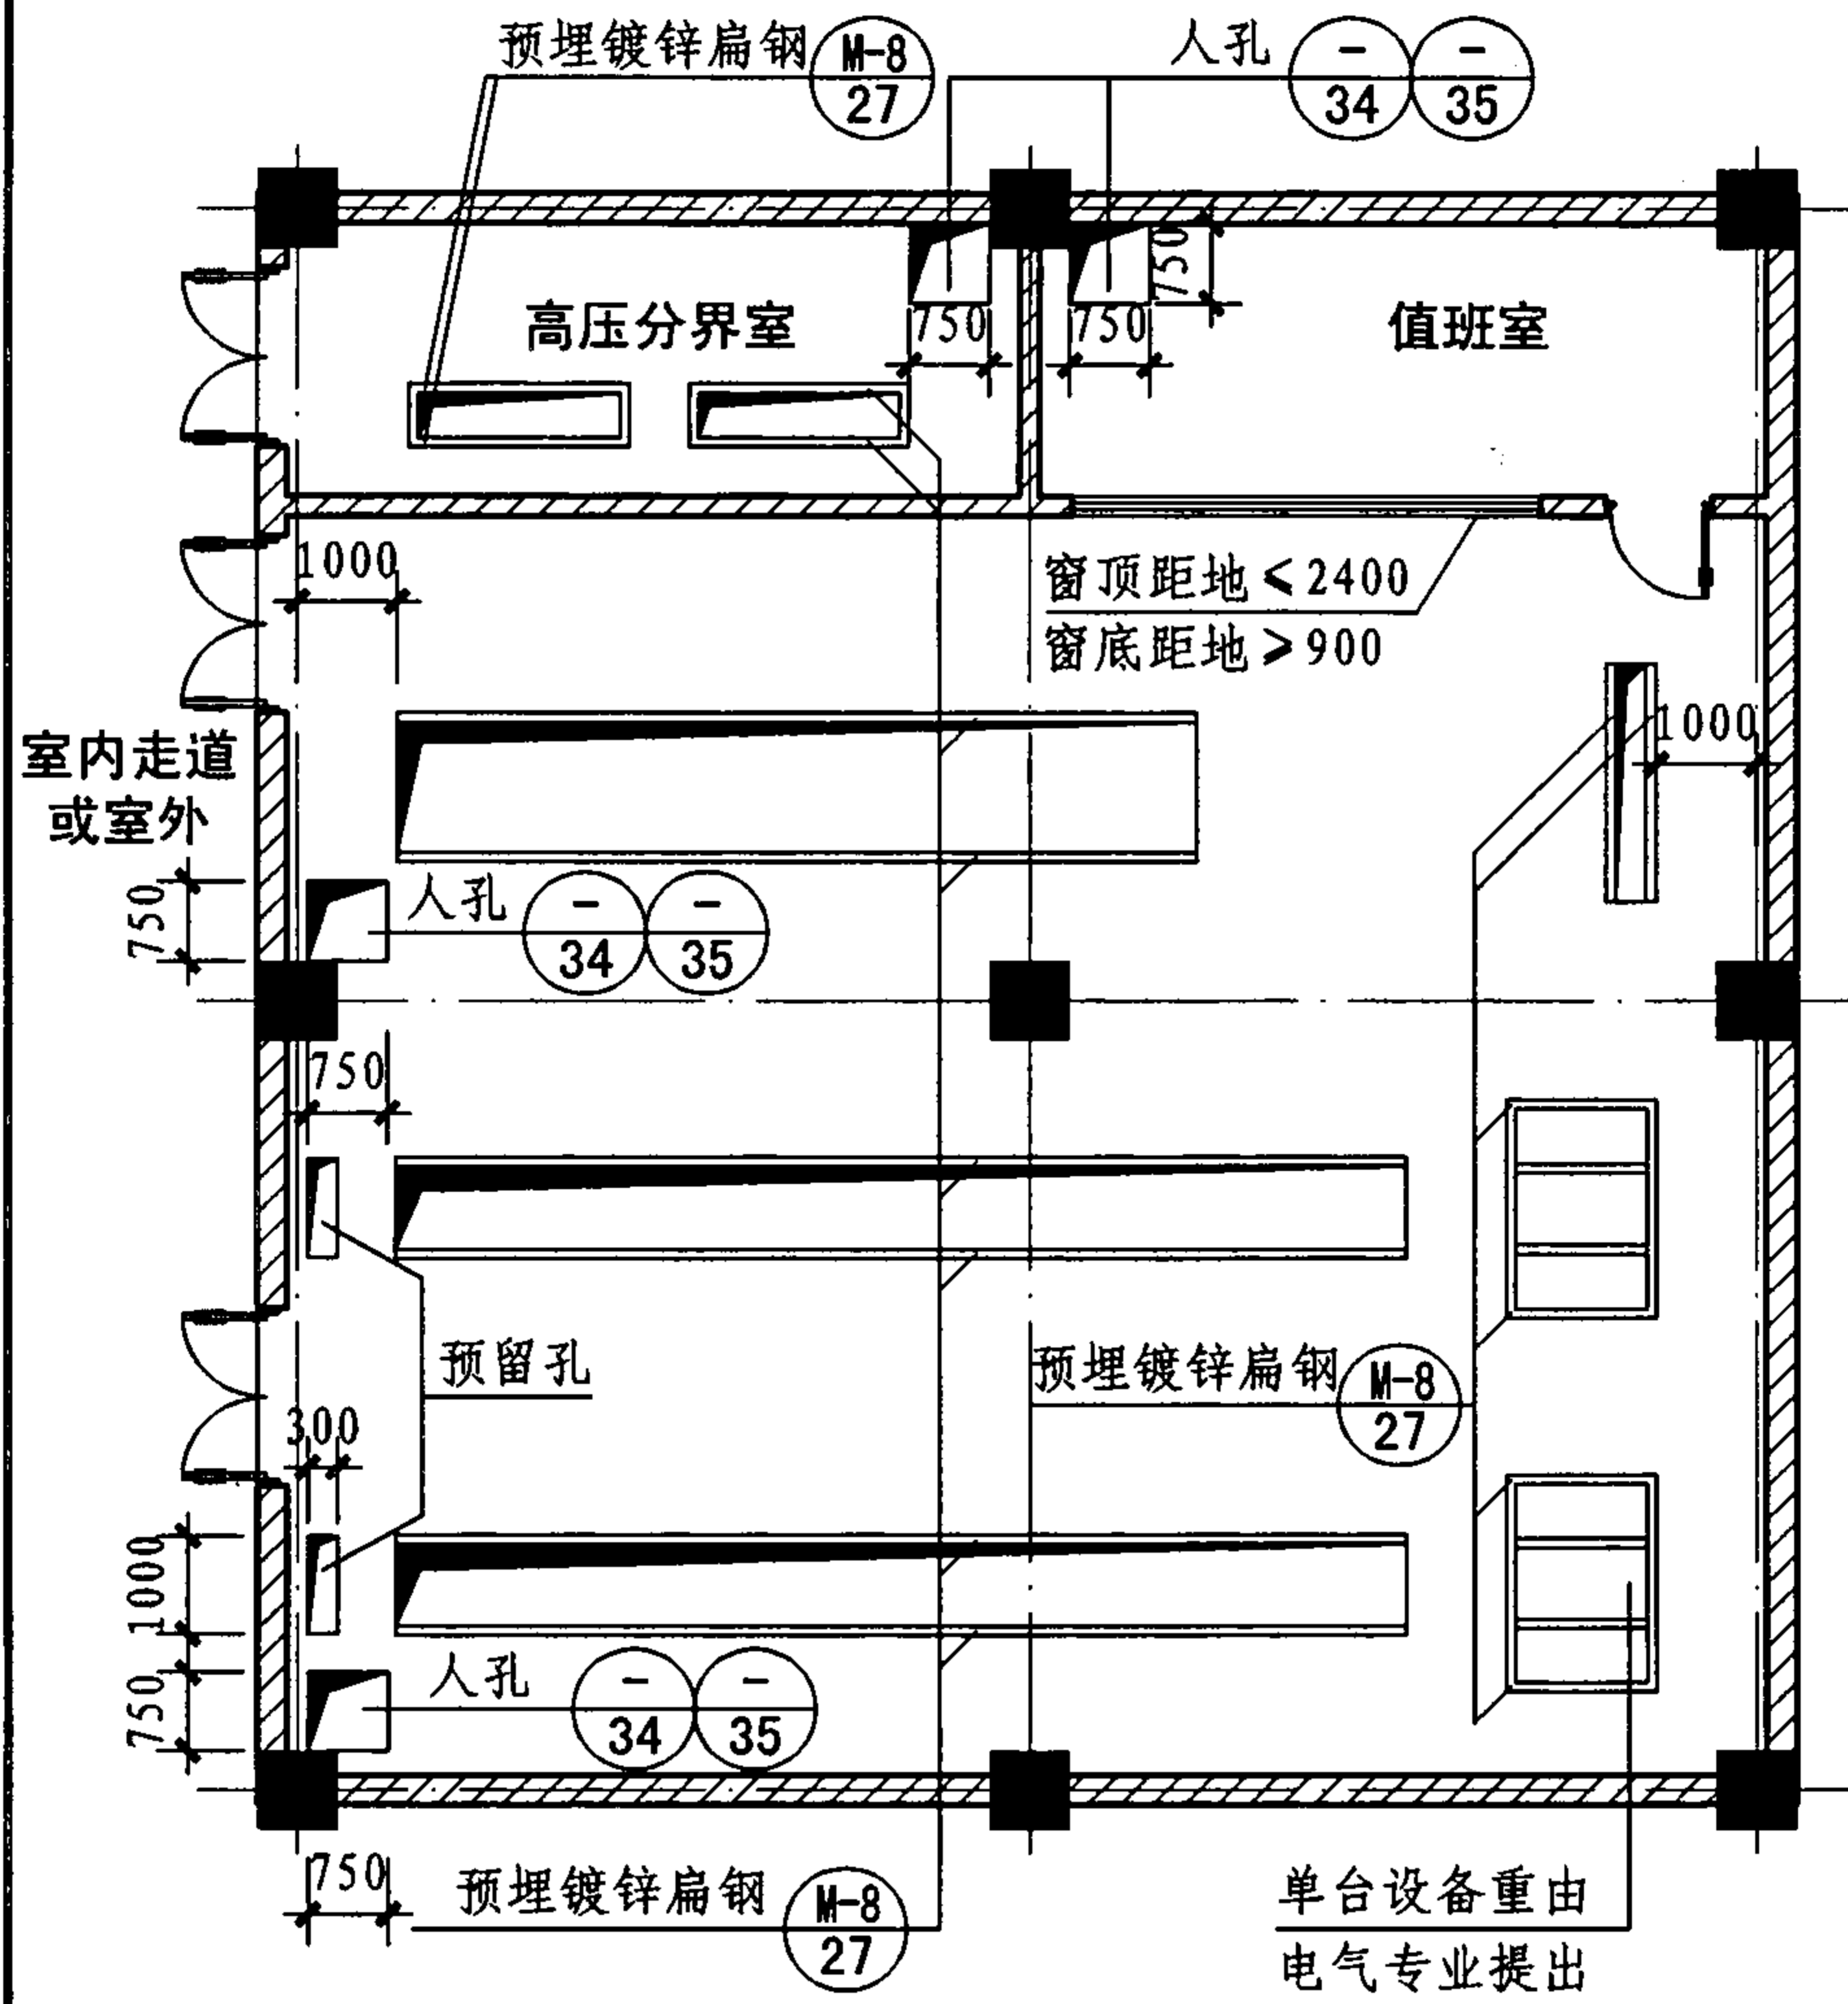 预埋镀锌扁钢
M-8
27
人孔
-
34
-
35
750
高压分界室
750
750
值班室
1000
窗顶距地≤2400
窗底距地≥900
1000
室内走道
或室外
750
人孔
-
34
-
35
750
预留孔
预埋镀锌扁钢
M-8
27
300
1000
750
人孔
-
34
-
35
750
预埋镀锌扁钢
M-8
27
单台设备重由
电气专业提出